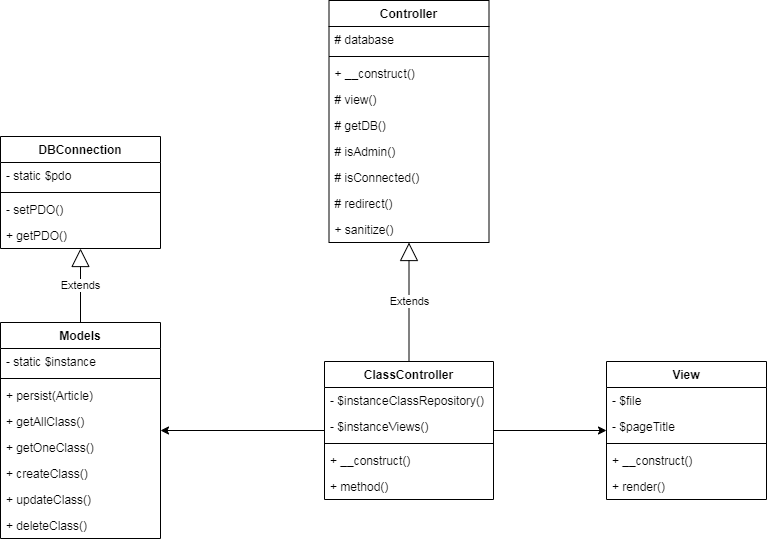 Controller
# database
+ __construct()
# view()
# getDB()
# isAdmin()
# isConnected()
# redirect()
+ sanitize()
DBConnection
- static $pdo
- setPDO()
+ getPDO()
Extends
Extends
Models
- static $instance
+ persist(Article)
+ getAllClass()
+ getOneClass()
+ createClass()
+ updateClass()
+ deleteClass()
ClassController
- $instanceClassRepository()
- $instanceViews()
+ __construct()
+ method()
View
- $file
- $pageTitle
+ __construct()
+ render()